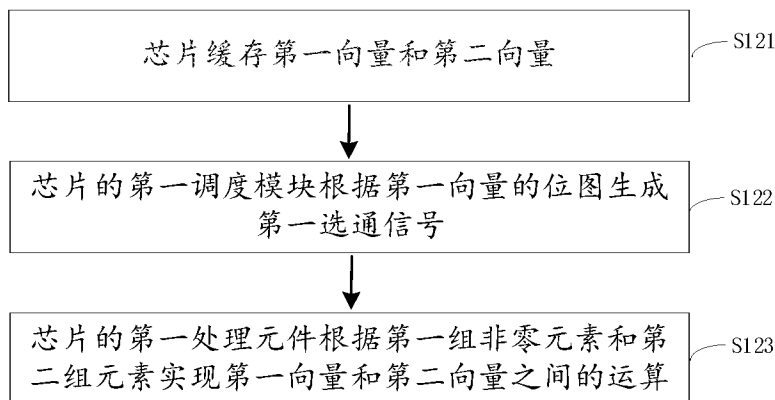 芯片缓存第一向量和第二向量
S121
芯片的第一调度模块根据第一向量的位图生成
第一选通信号
S122
芯片的第一处理元件根据第一组非零元素和第
二组元素实现第一向量和第二向量之间的运算
S123